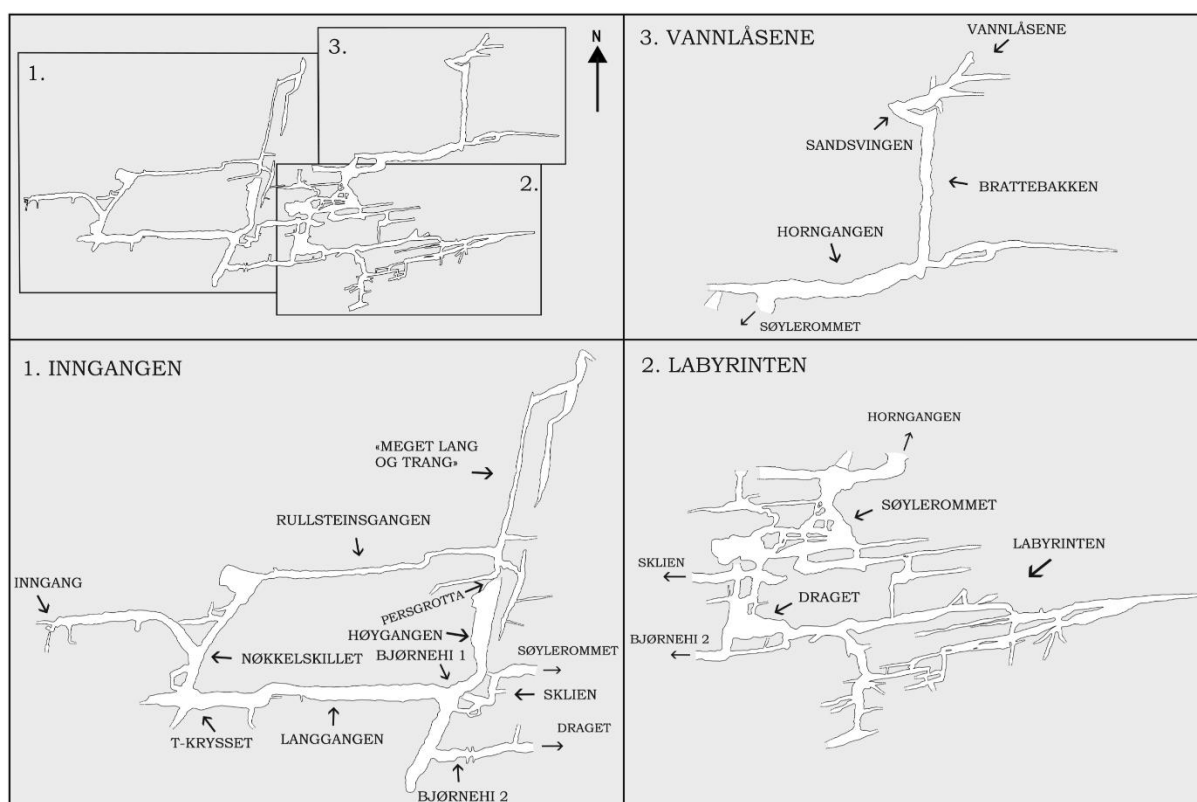 1.
3.
N
2.
3. VANNLÅSENE
VANNLÅSENE
SANDSVINGEN
BRATTEBAKKEN
HORNGANGEN
SØYLEROMMET
1. INNGANGEN
«MEGET LANG
OG TRANG»
RULLSTEINSGANGEN
INNGANG
PERSGROTTA
HØYGANGEN
BJØRNEHI 1
NØKKELSKILLET
SØYLEROMMET
SKLIEN
T-KRYSSET
LANGGANGEN
DRAGET
BJØRNEHI 2
2. LABYRINTEN
HORNGANGEN
SØYLEROMMET
LABYRINTEN
SKLIEN
DRAGET
BJØRNEHI 2